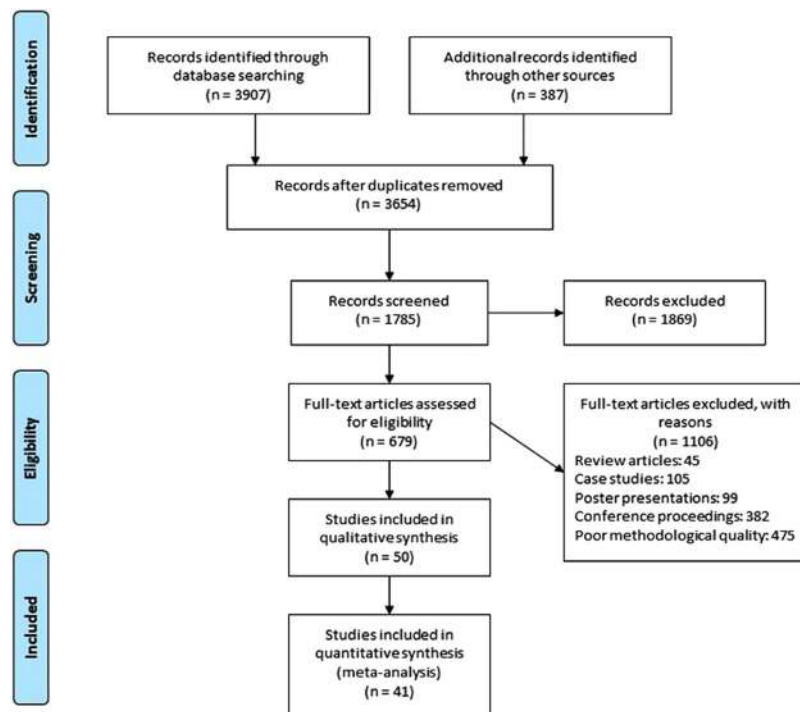 Identification
Records identified through
database searching
(n = 3907)
Additional records identified
through other sources
(n = 387)
Records after duplicates removed
(n = 3654)
Screening
Records screened
(n = 1785)
Records excluded
(n = 1869)
Eligibility
Full-text articles assessed
for eligibility
(n = 679)
Full-text articles excluded, with
reasons
(n = 1106)
Review articles: 45
Case studies: 105
Poster presentations: 99
Conference proceedings: 382
Poor methodological quality: 475
Studies included in
qualitative synthesis
(n = 50)
Included
Studies included in
quantitative synthesis
(meta-analysis)
(n = 41)